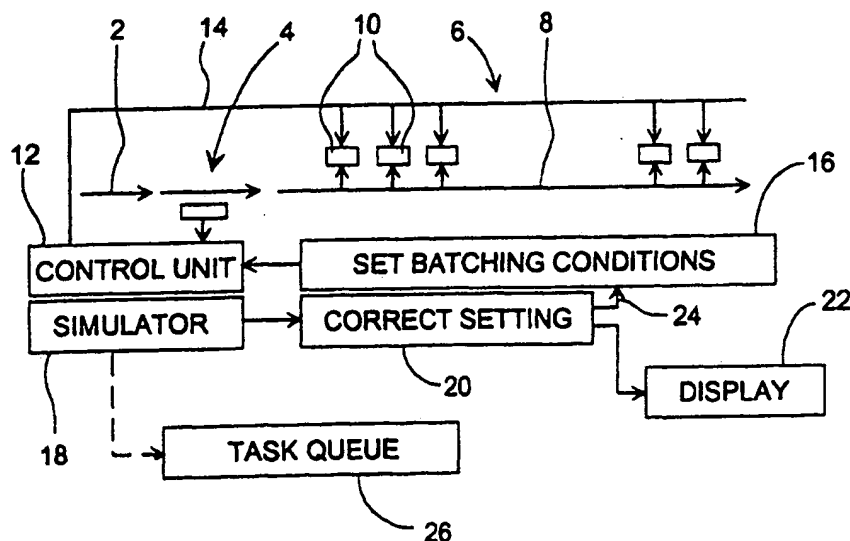 2
14
4
10
6
8
12
16
CONTROL UNIT
SET BATCHING CONDITIONS
SIMULATOR
CORRECT SETTING
24
22
20
DISPLAY
18
TASK QUEUE
26